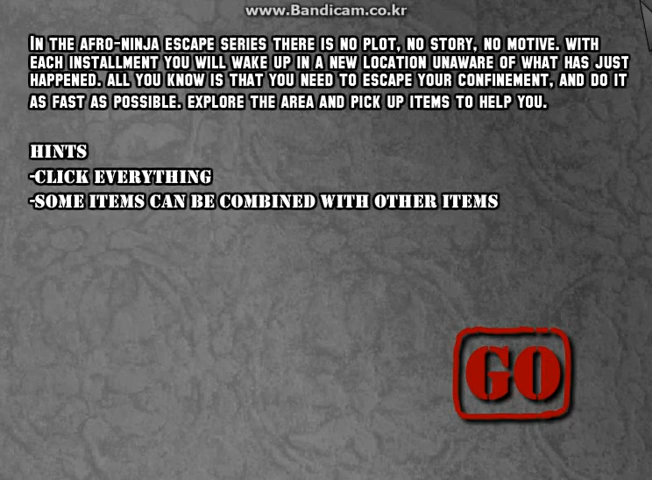 www.Bandicam.co.kr
IN THE AFRO-NINJA ESCAPE SERIES THERE IS NO PLOT, NO STORY, NO MOTIVE. WITH
EACH INSTALLMENT YOU WILL WAKE UP IN A NEW LOCATION UNAWARE OF WHAT HAS JUST
HAPPENED. ALL YOU KNOW IS THAT YOU NEED TO ESCAPE YOUR CONFINEMENT, AND DO IT
AS FAST AS POSSIBLE. EXPLORE THE AREA AND PICK UP ITEMS TO HELP YOU.
HINTS
-CLICK EVERYTHING
-SOME ITEMS CAN BE COMBINED WITH OTHER ITEMS
GO